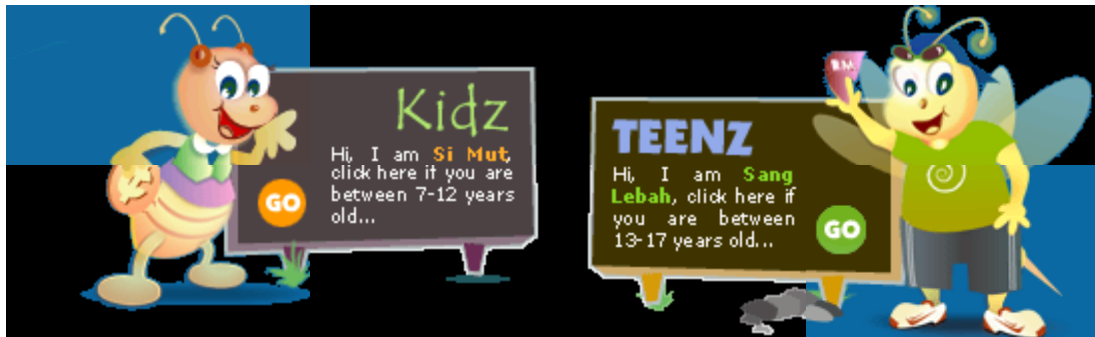 Kidz
Hi, I am Si Mut,
click here if you are
between 7-12 years
old...
GO
TEENZ
Hi, I am Sang
Lebah, click here if
you are between
13-17 years old...
GO
RM